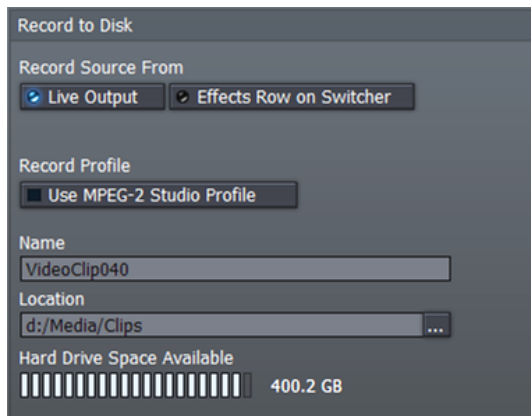 Record to Disk
Record Source From
Live Output Effects Row on Switcher
Record Profile
Use MPEG-2 Studio Profile
Name
VideoClip040
Location
d:/Media/Clips ...
Hard Drive Space Available
400.2 GB